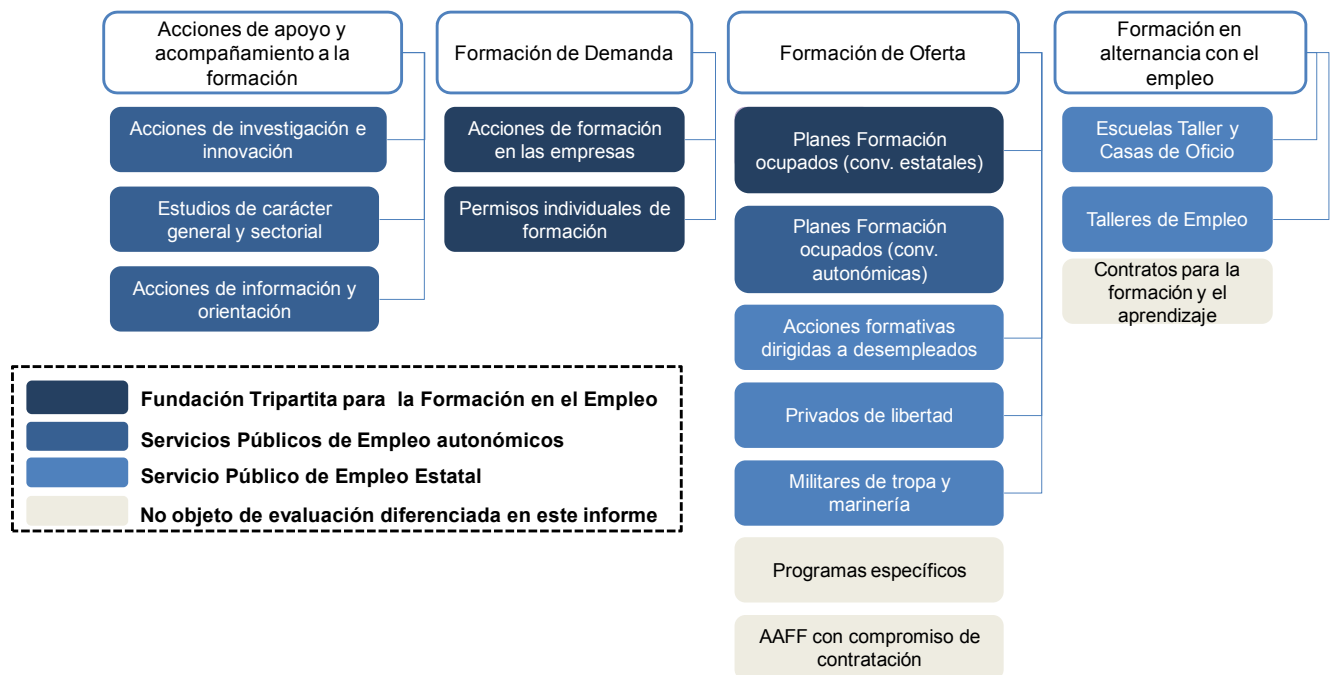 Acciones de apoyo y
acompañamiento a la
formación
Acciones de investigación e
innovación
Estudios de carácter
general y sectorial
Acciones de información y
orientación
Formación de Demanda
Acciones de formación
en las empresas
Permisos individuales de
formación
Formación de Oferta
Planes Formación
ocupados (conv. estatales)
Planes Formación
ocupados (conv.
autonómicas)
Acciones formativas
dirigidas a desempleados
Privados de libertad
Militares de tropa y
marinería
Programas específicos
AAFF con compromiso de
contratación
Formación en
alternancia con el
empleo
Escuelas Taller y
Casas de Oficio
Talleres de Empleo
Contratos para la
formación y el
aprendizaje
Fundación Tripartita para la Formación en el Empleo
Servicios Públicos de Empleo autonómicos
Servicio Público de Empleo Estatal
No objeto de evaluación diferenciada en este informe